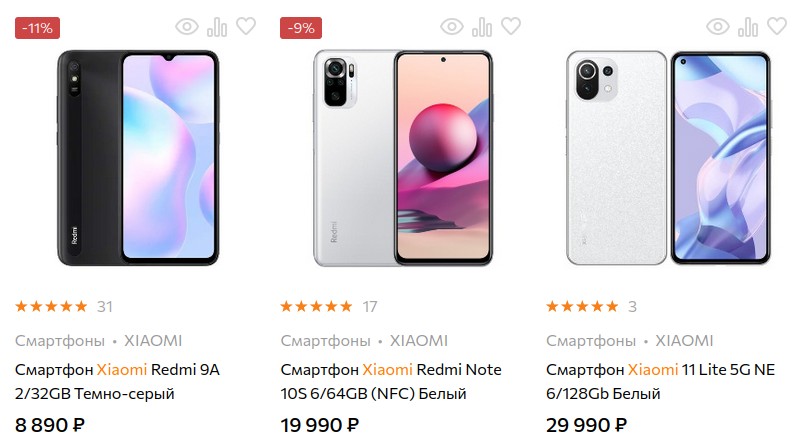 -11%
Redmi
31
Смартфоны • XIAOMI
Смартфон Xiaomi Redmi 9A
2/32GB Темно-серый
8 890 ₽
-9%
Redmi
17
Смартфоны • XIAOMI
Смартфон Xiaomi Redmi Note
10S 6/64GB (NFC) Белый
19 990 ₽
3
Смартфоны • XIAOMI
Смартфон Xiaomi 11 Lite 5G NE
6/128Gb Белый
29 990 ₽